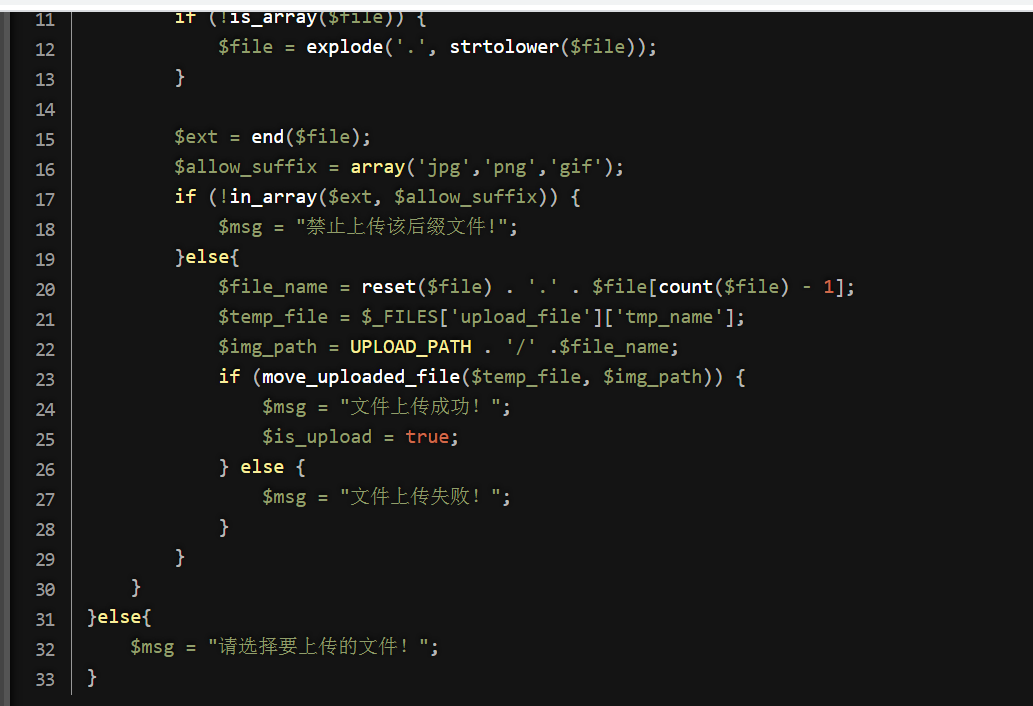 11 if (!is_array($file)) {
12 $file = explode('.', strtolower($file));
13 }
14
15 $ext = end($file);
16 $allow_suffix = array('jpg','png','gif');
17 if (!in_array($ext, $allow_suffix)) {
18 $msg = "禁止上传该后缀文件!";
19 }else{
20 $file_name = reset($file) . '.' . $file[count($file) - 1];
21 $temp_file = $_FILES['upload_file']['tmp_name'];
22 $img_path = UPLOAD_PATH . '/' .$file_name;
23 if (move_uploaded_file($temp_file, $img_path)) {
24 $msg = "文件上传成功！";
25 $is_upload = true;
26 } else {
27 $msg = "文件上传失败！";
28 }
29 }
30 }
31 }else{
32 $msg = "请选择要上传的文件！";
33 }